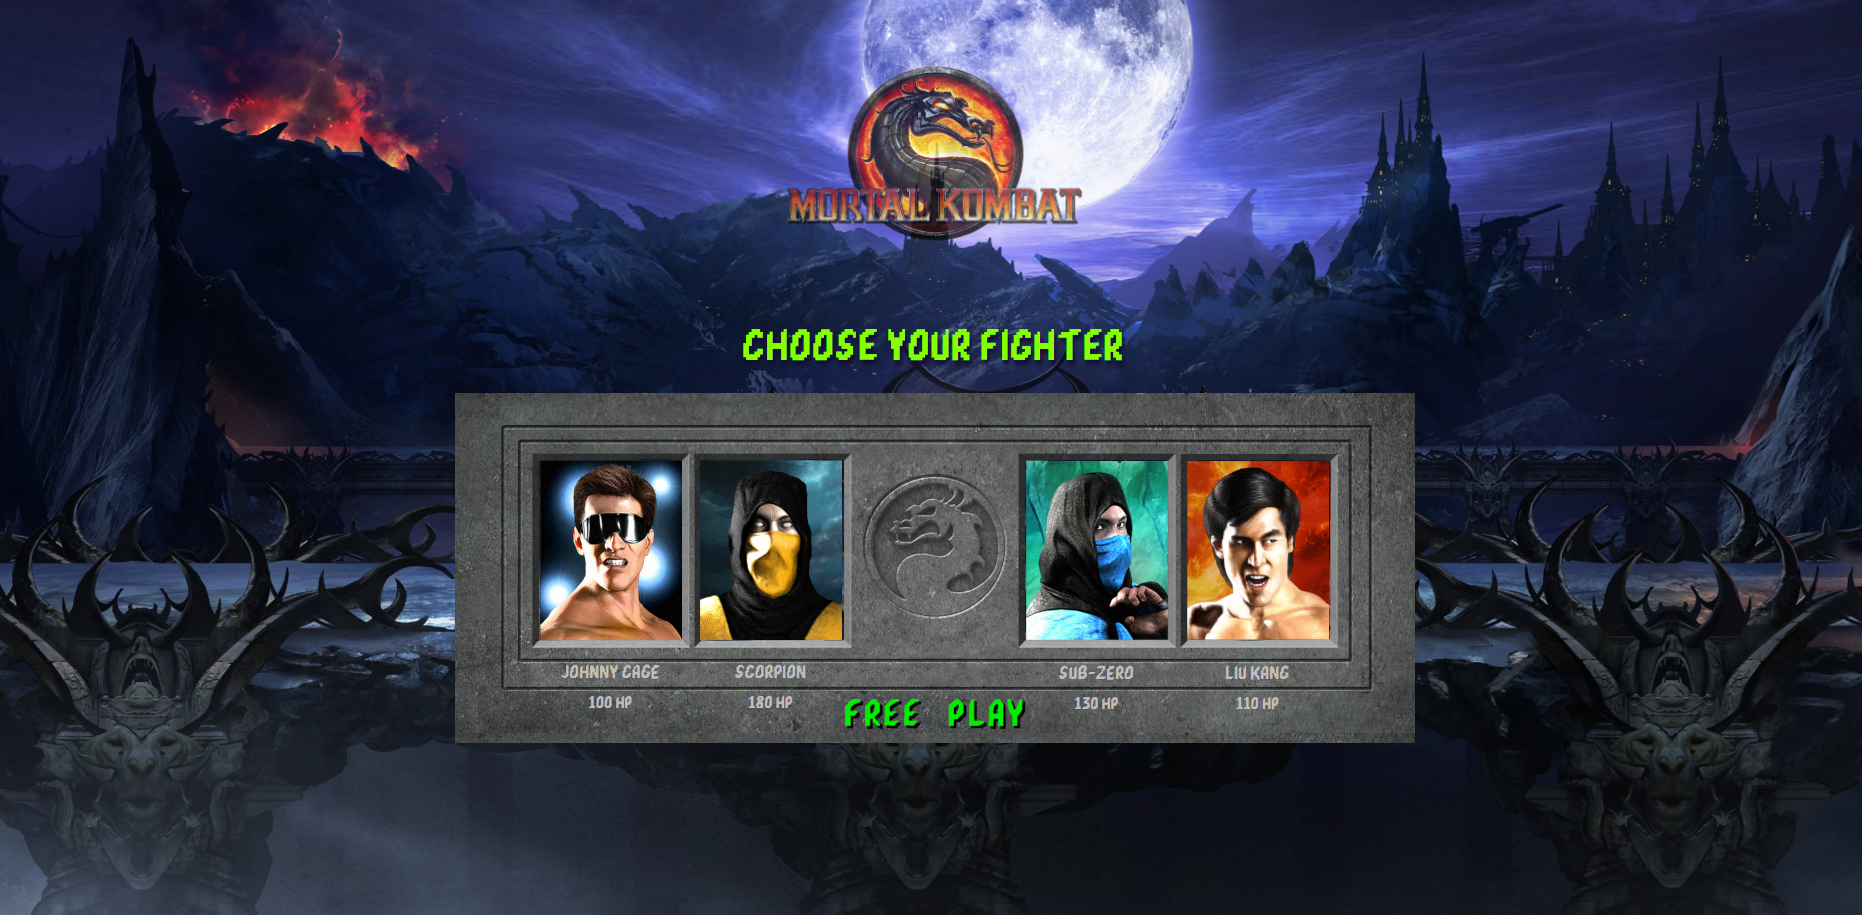 MORTAL KOMBAT
CHOOSE YOUR FIGHTER
JOHNNY CAGE
SCORPION
SUB-ZERO
LIU KANG
100 HP
180 HP
130 HP
110 HP
FREE PLAY